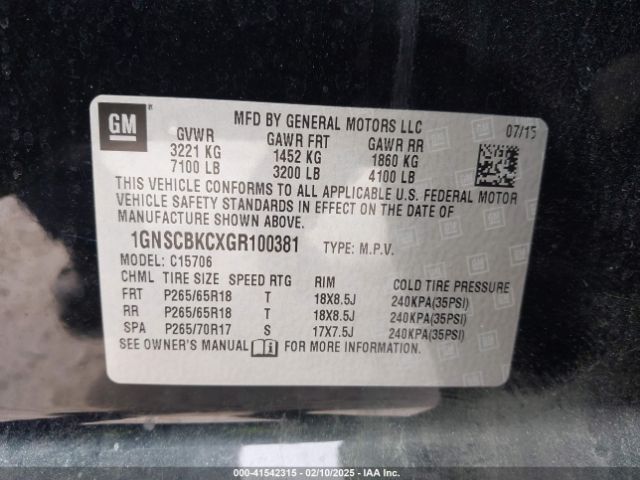 GM
®
MFD BY GENERAL MOTORS LLC 07/15
GVWR GAWR FRT GAWR RR
3221 KG 1452 KG 1860 KG
7100 LB 3200 LB 4100 LB
THIS VEHICLE CONFORMS TO ALL APPLICABLE U.S. FEDERAL MOTOR
VEHICLE SAFETY STANDARDS IN EFFECT ON THE DATE OF
MANUFACTURE SHOWN ABOVE.
1GNSCBKCXGR100381 TYPE: M.P.V.
MODEL: C15706
CHML TIRE SIZE SPEED RTG RIM COLD TIRE PRESSURE
FRT P265/65R18 T 18X8.5J 240KPA(35PSI)
RR P265/65R18 T 18X8.5J 240KPA(35PSI)
SPA P265/70R17 S 17X7.5J 240KPA(35PSI)
SEE OWNER'S MANUAL FOR MORE INFORMATION.
000-41542315 - 02/10/2025 - IAA Inc.